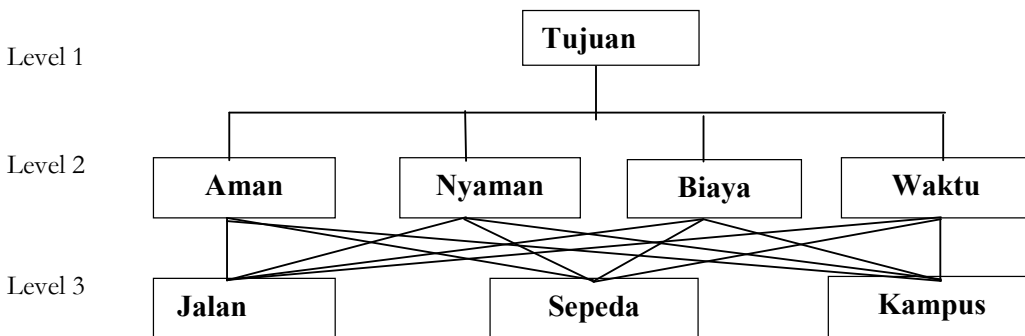 Tujuan
Level 1
Level 2
Aman
Nyaman
Biaya
Waktu
Level 3
Jalan
Sepeda
Kampus